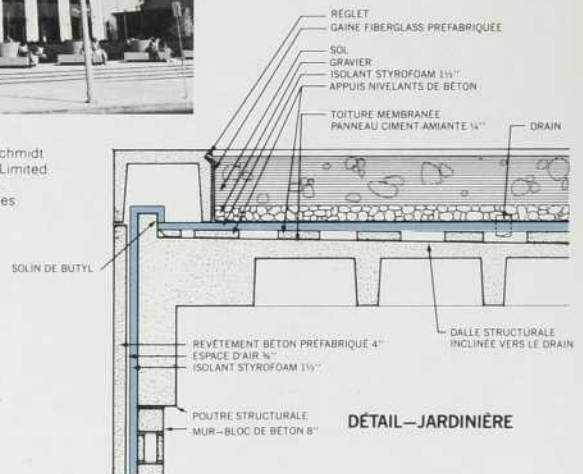 RÉGLET
GAINE FIBERGLASS PRÉFABRIQUÉE
SOL
GRAVIER
ISOLANT STYROFOAM 1½"
APPUIS NIVELANTS DE BÉTON
TOITURE MEMBRANÉE
PANNEAU CIMENT-AMIANTE ¼"
DRAIN
chmidt
Limited
es
SOLIN DE BUTYL
DALLE STRUCTURALE
INCLINÉE VERS LE DRAIN
REVÊTEMENT BÉTON PRÉFABRIQUÉ 4"
ESPACE D'AIR ¾"
ISOLANT STYROFOAM 1½"
POUTRE STRUCTURALE
MUR—BLOC DE BÉTON 8"
DÉTAIL—JARDINIÈRE